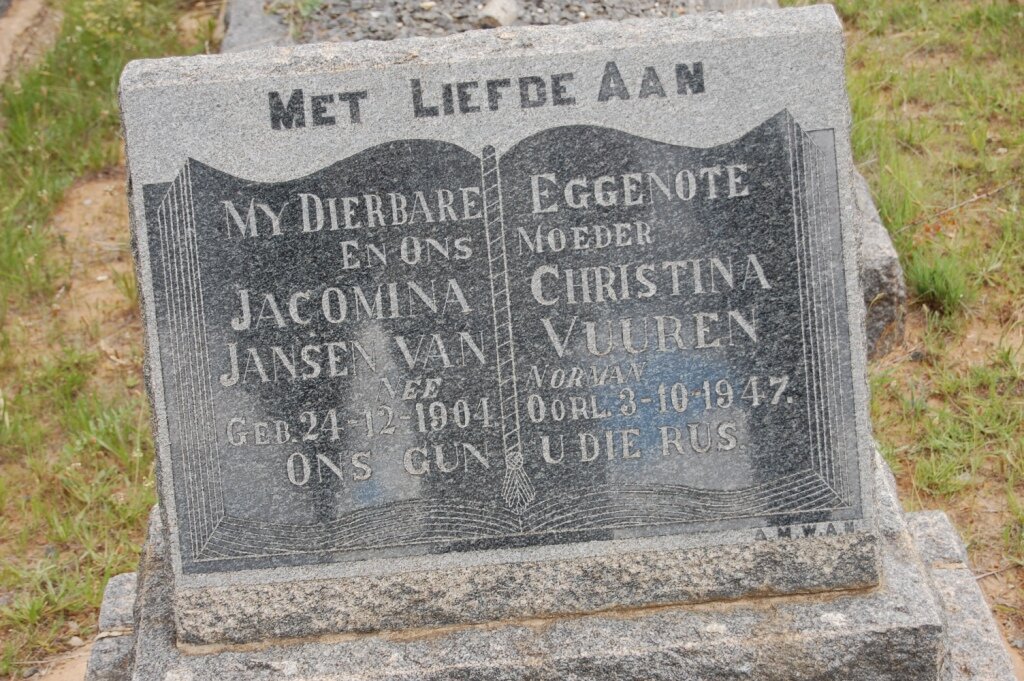 MET LIEFDE AAN
MY DIERBARE EGGENOTE
EN ONS MOEDER
JACOMINA CHRISTINA
JANSEN VAN VUUREN
NEE NORMAN
GEB. 24-12-1904 OORL. 3-10-1947.
ONS GUN U DIE RUS.
A.M.W.A.M